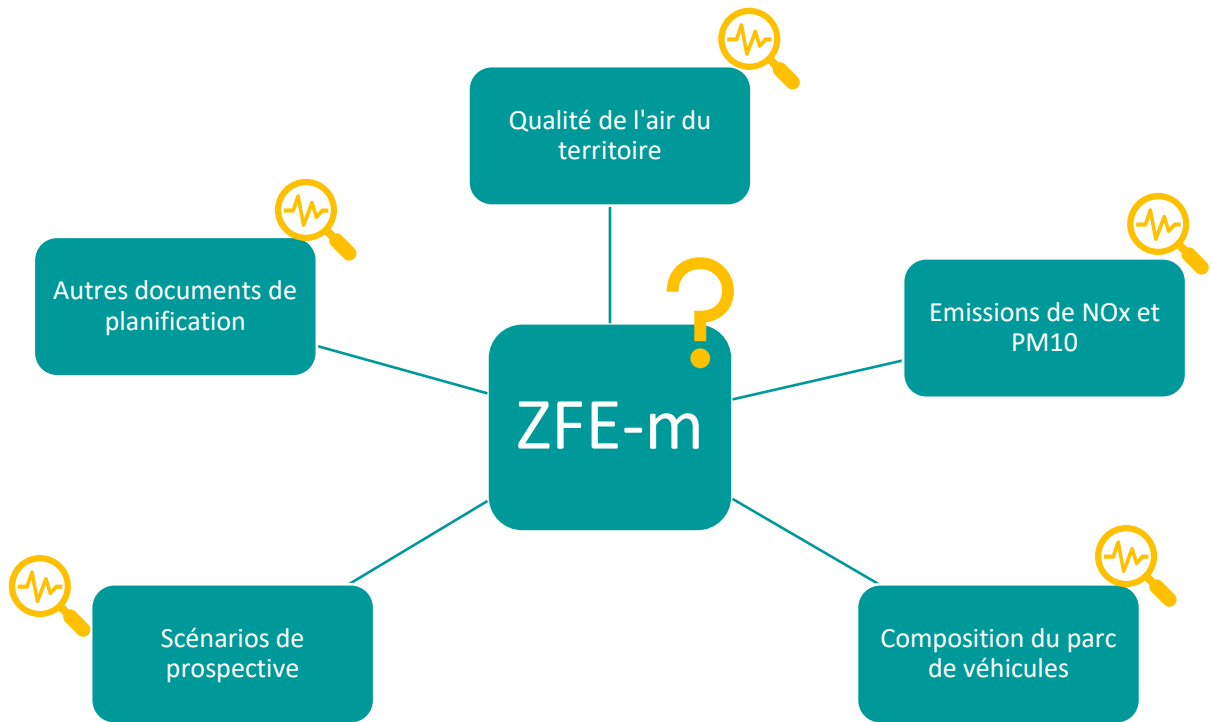 Qualité de l'air du
territoire
Autres documents de
planification
Emissions de NOx et
PM10
?
ZFE-m
Scénarios de
prospective
Composition du parc
de véhicules